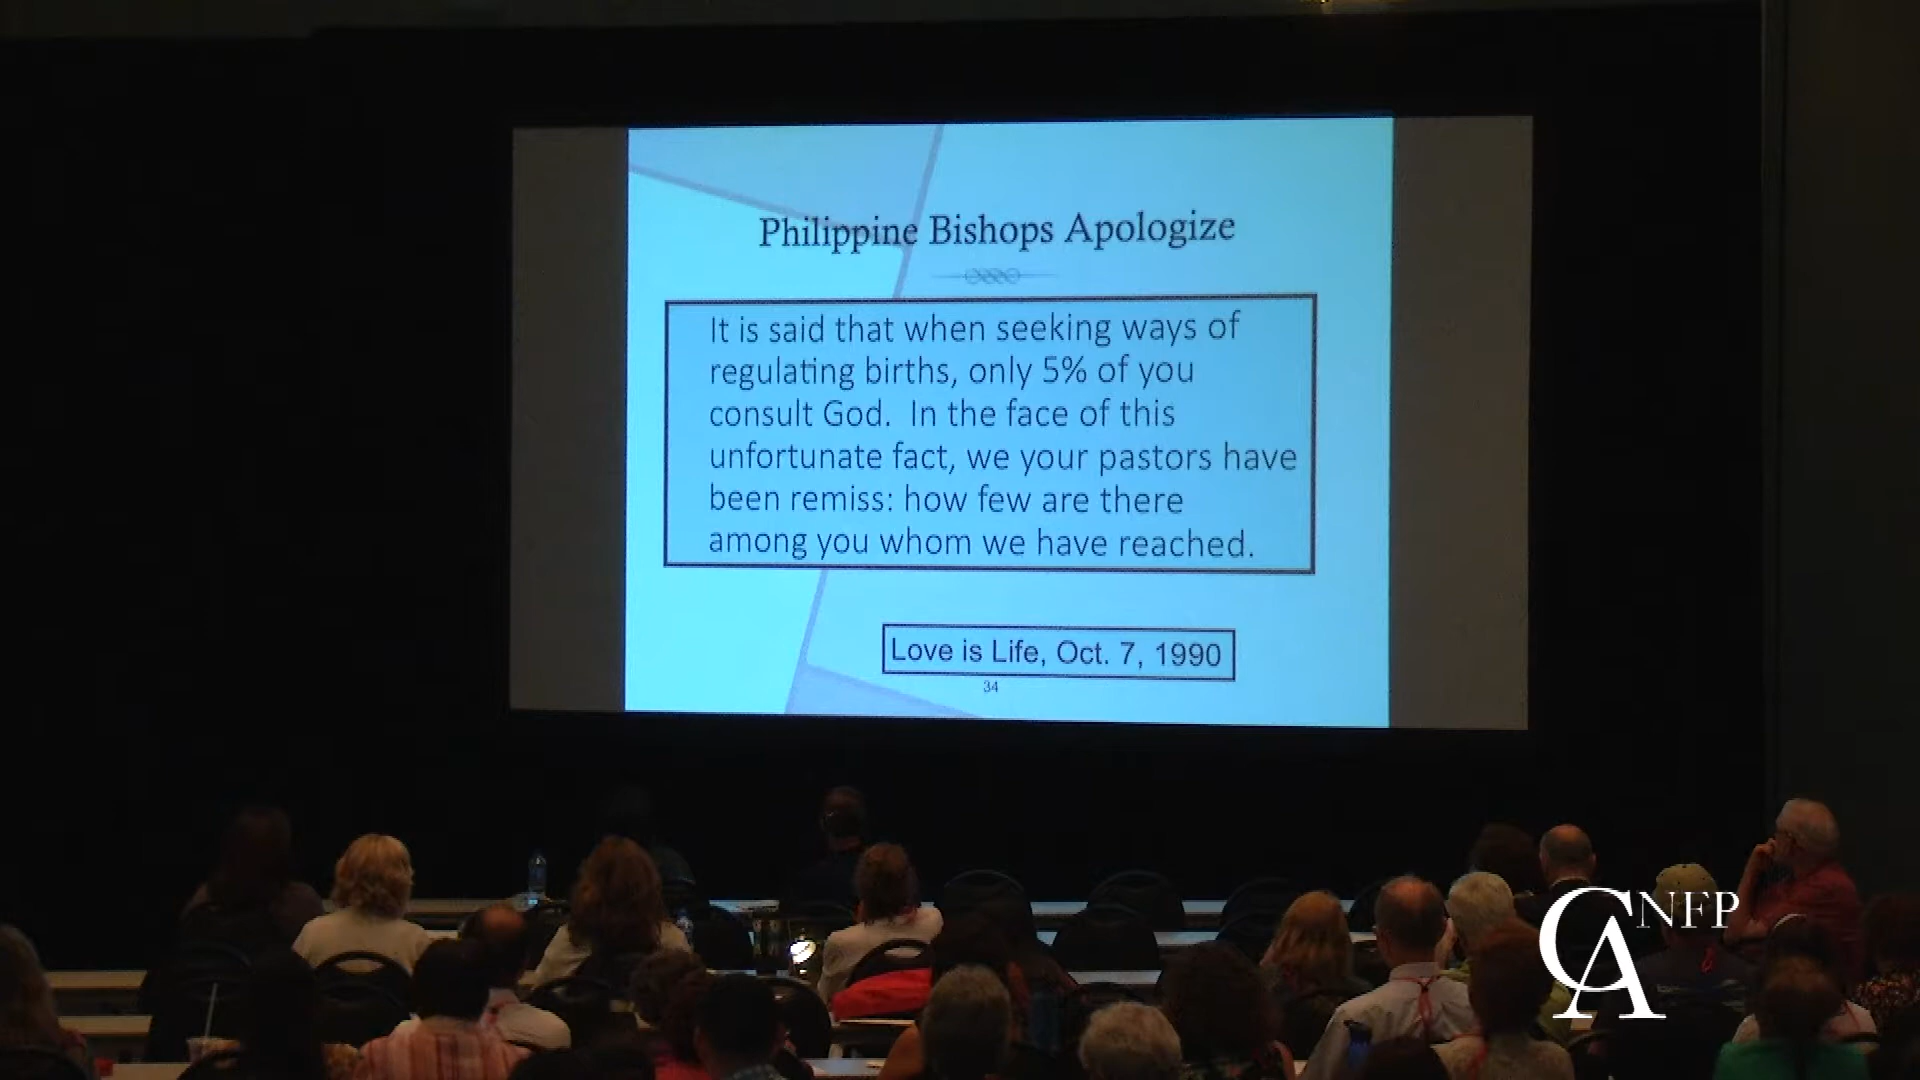 Philippine Bishops Apologize
It is said that when seeking ways of
regulating births, only 5% of you
consult God. In the face of this
unfortunate fact, we your pastors have
been remiss: how few are there
among you whom we have reached.
Love is Life, Oct. 7, 1990
34
CA NFP